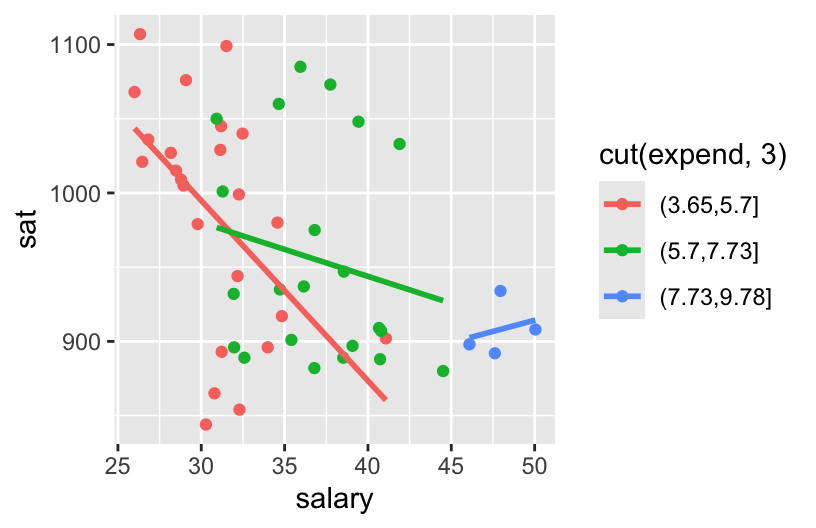 1100
1000
900
sat
25 30 35 40 45 50
salary
cut(expend, 3)
(3.65,5.7]
(5.7,7.73]
(7.73,9.78]